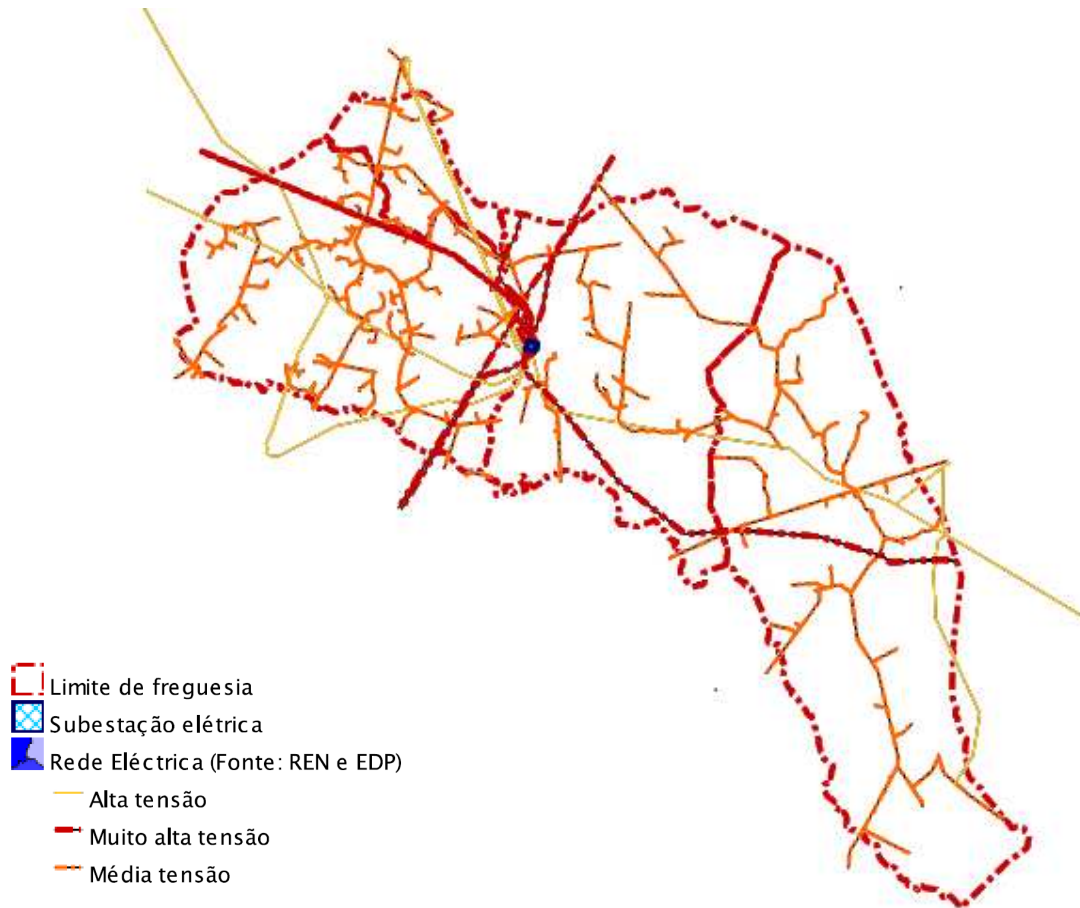 Limite de freguesia
Subestação elétrica
Rede Eléctrica (Fonte: REN e EDP)
Alta tensão
Muito alta tensão
Média tensão